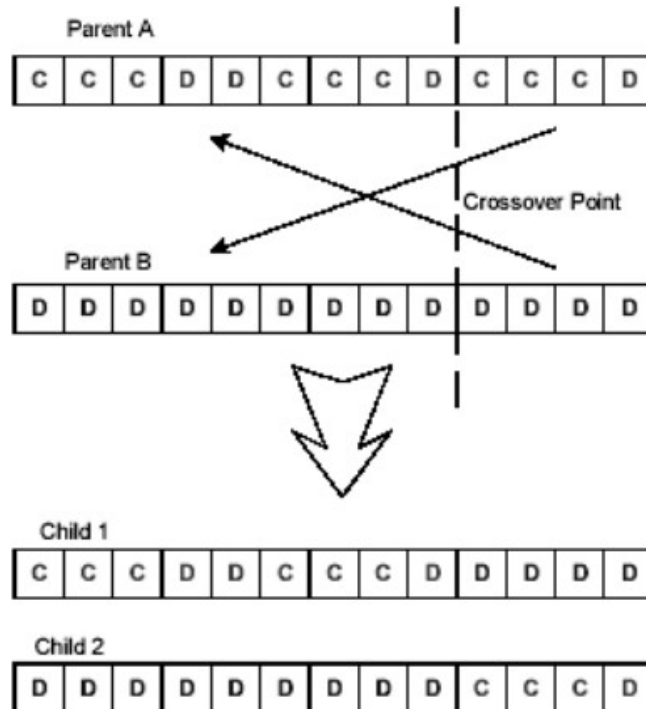 Parent A
C C C D D C C C D C C C D
Crossover Point
Parent B
D D D D D D D D D D D D D
Child 1
C C C D D C C C D D D D D
Child 2
D D D D D D D D D C C C D